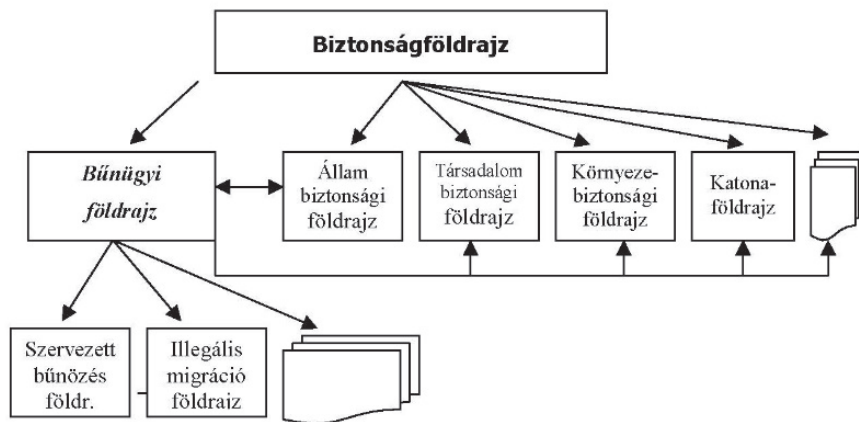 Biztonságföldrajz
Bűnügyi
földrajz
Állam
biztonsági
földrajz
Társadalom
biztonsági
földrajz
Környeze-
biztonsági
földrajz
Katona-
földrajz
Szervezett
bűnözés
földr.
Illegális
migráció
földraiz